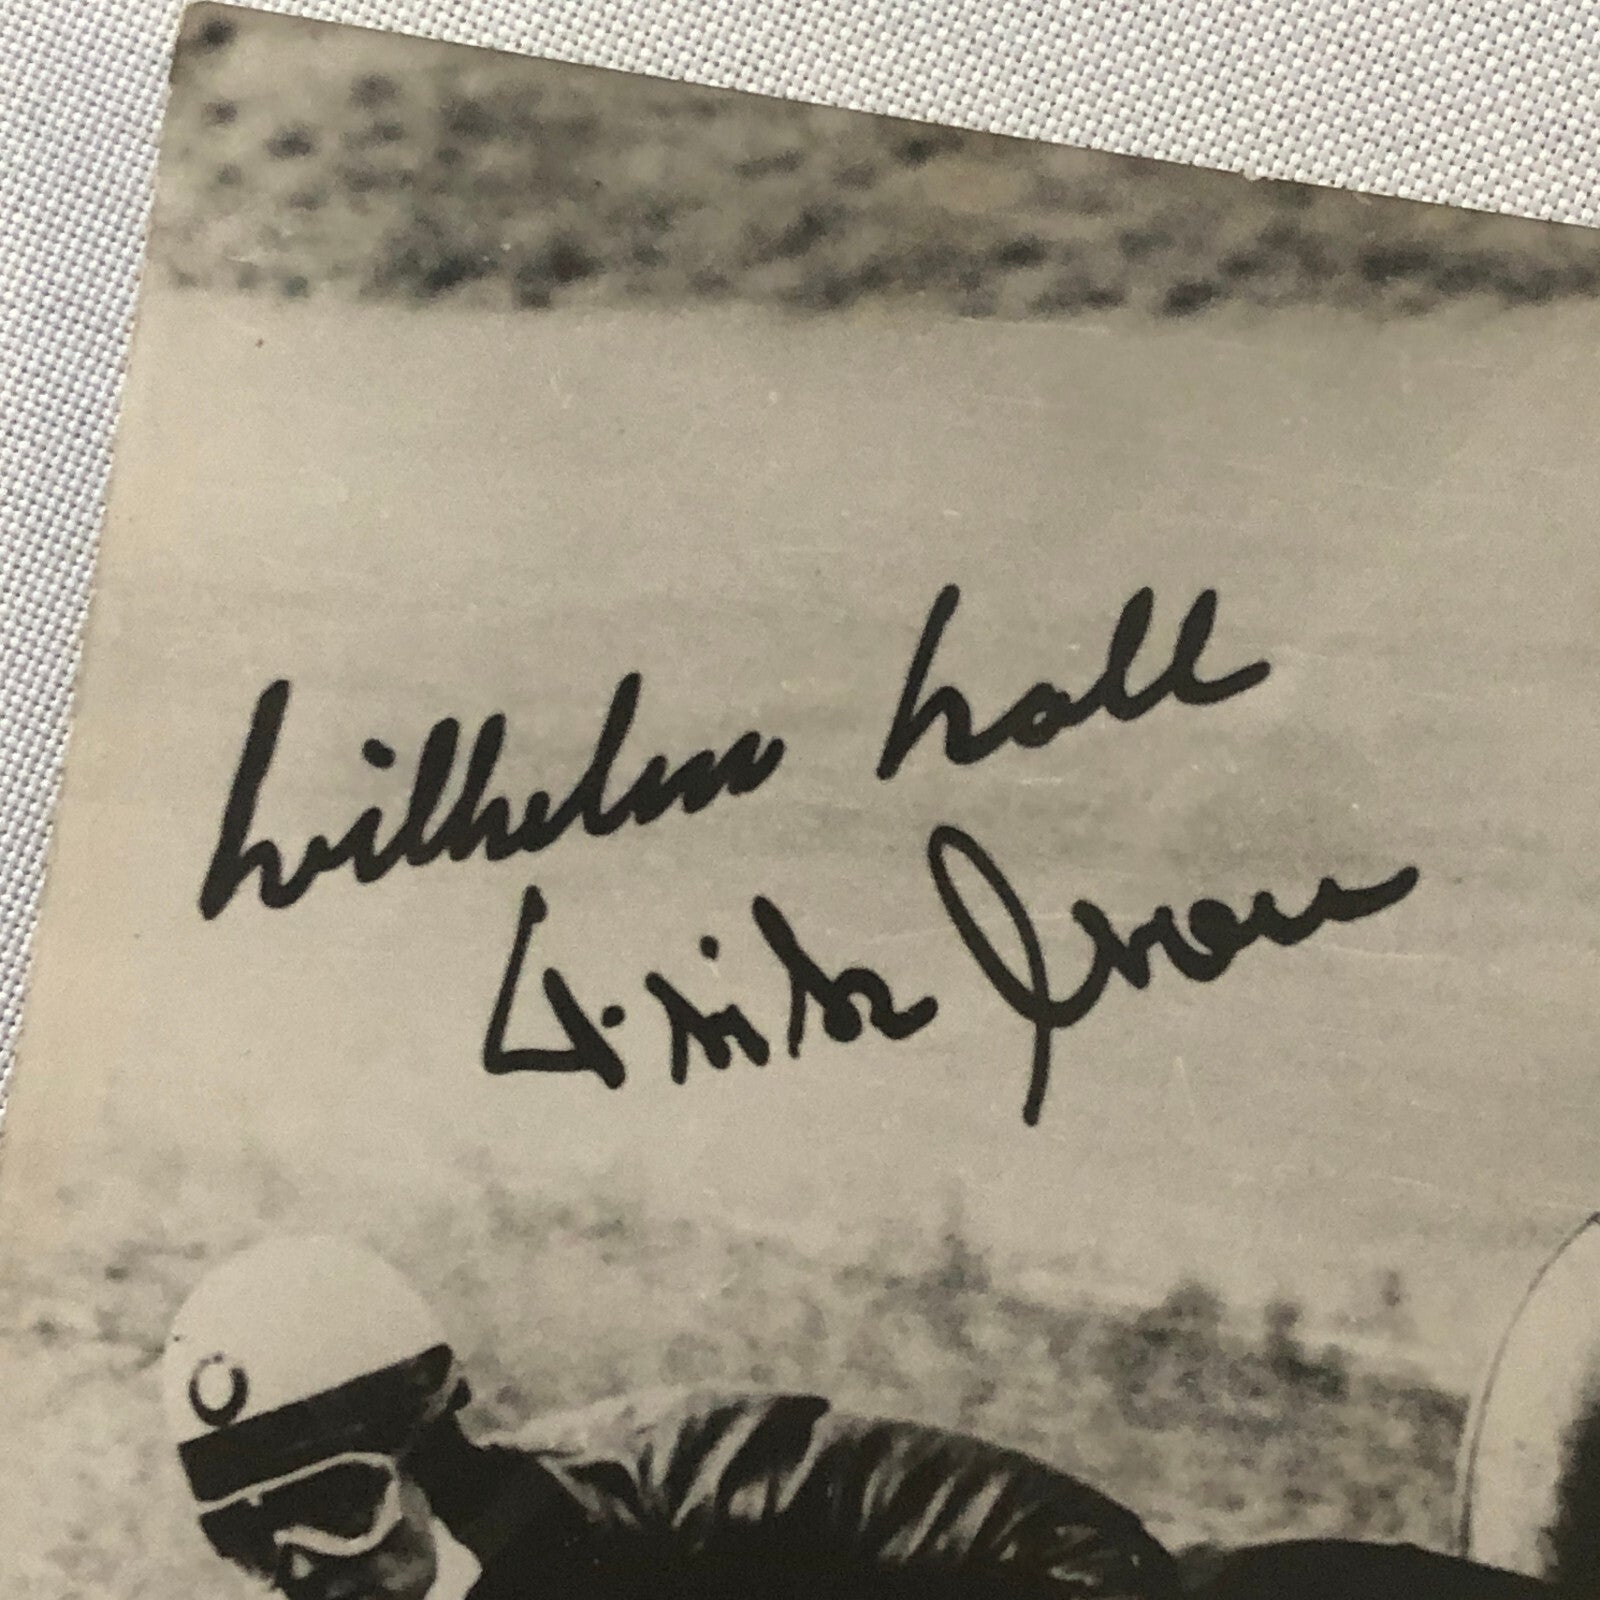 Wilhelm Noll
Fritz Cron